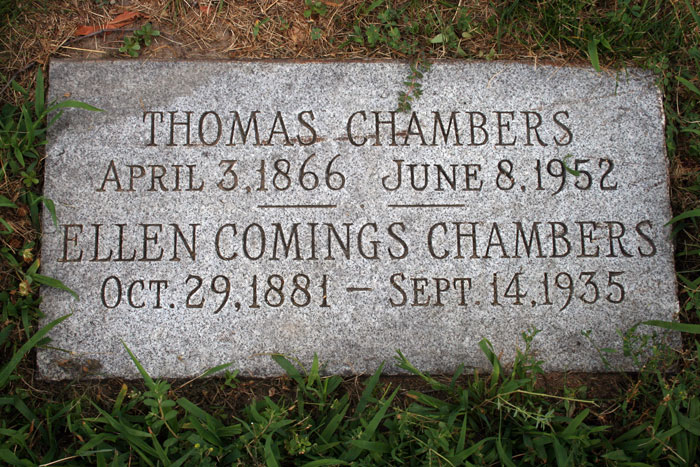 THOMAS CHAMBERS
APRIL 3, 1866 JUNE 8, 1952
ELLEN COMINGS CHAMBERS
OCT. 29, 1881 – SEPT. 14, 1935